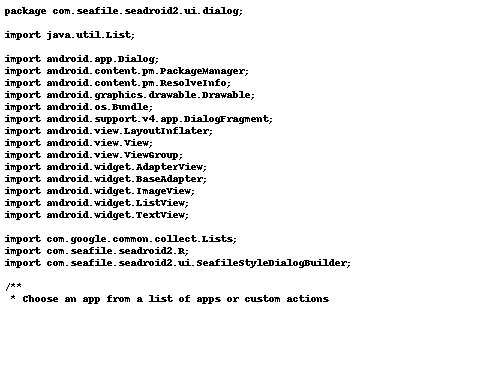 package com.seafile.seadroid2.ui.dialog;

import java.util.List;

import android.app.Dialog;
import android.content.pm.PackageManager;
import android.content.pm.ResolveInfo;
import android.graphics.drawable.Drawable;
import android.os.Bundle;
import android.support.v4.app.DialogFragment;
import android.view.LayoutInflater;
import android.view.View;
import android.view.ViewGroup;
import android.widget.AdapterView;
import android.widget.BaseAdapter;
import android.widget.ImageView;
import android.widget.ListView;
import android.widget.TextView;

import com.google.common.collect.Lists;
import com.seafile.seadroid2.R;
import com.seafile.seadroid2.ui.SeafileStyleDialogBuilder;

/**
 * Choose an app from a list of apps or custom actions